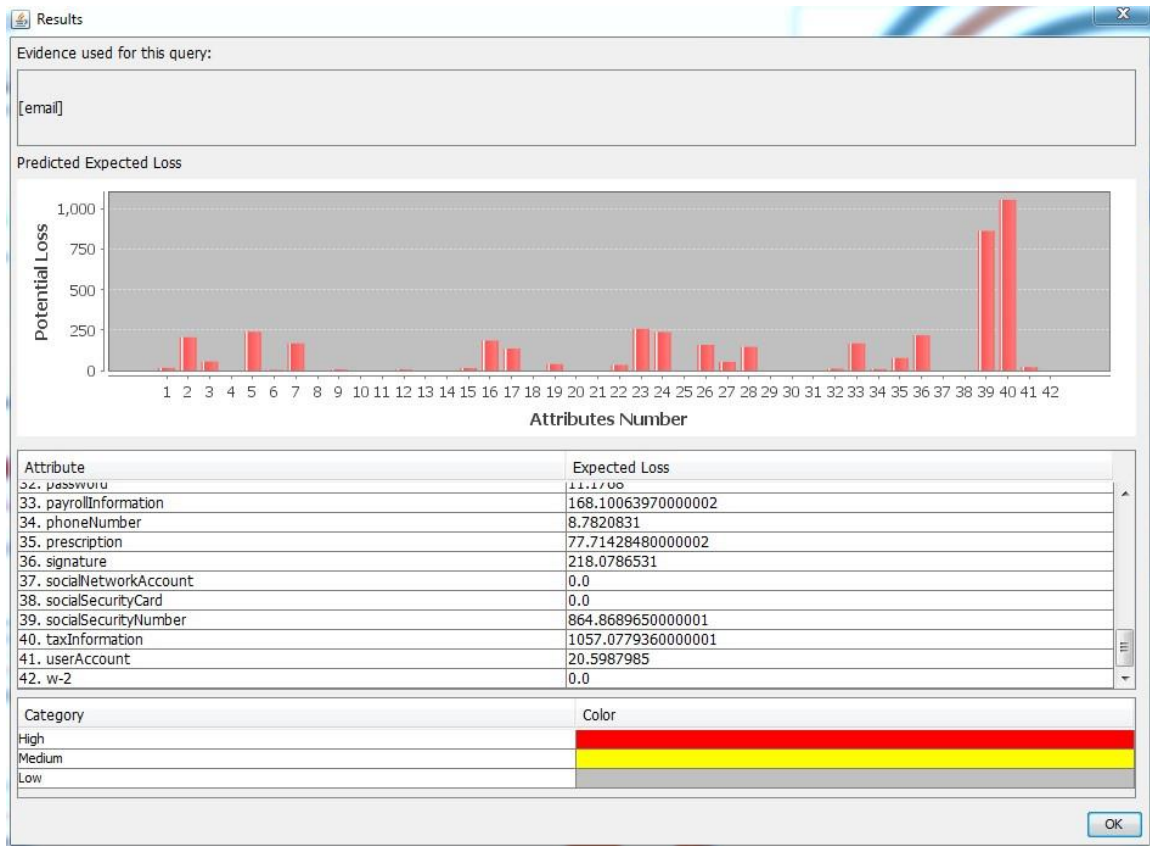 Results
Evidence used for this query:
[email]
Predicted Expected Loss
1,000
750
500
250
0
Potential Loss
1 2 3 4 5 6 7 8 9 10 11 12 13 14 15 16 17 18 19 20 21 22 23 24 25 26 27 28 29 30 31 32 33 34 35 36 37 38 39 40 41 42
Attributes Number
Attribute Expected Loss
32. password 11.1768
33. payrollInformation 168.10063970000002
34. phoneNumber 8.7820831
35. prescription 77.71428480000002
36. signature 218.0786531
37. socialNetworkAccount 0.0
38. socialSecurityCard 0.0
39. socialSecurityNumber 864.8689650000001
40. taxInformation 1057.0779360000001
41. userAccount 20.5987985
42. w-2 0.0
Category Color
High
Medium
Low
OK